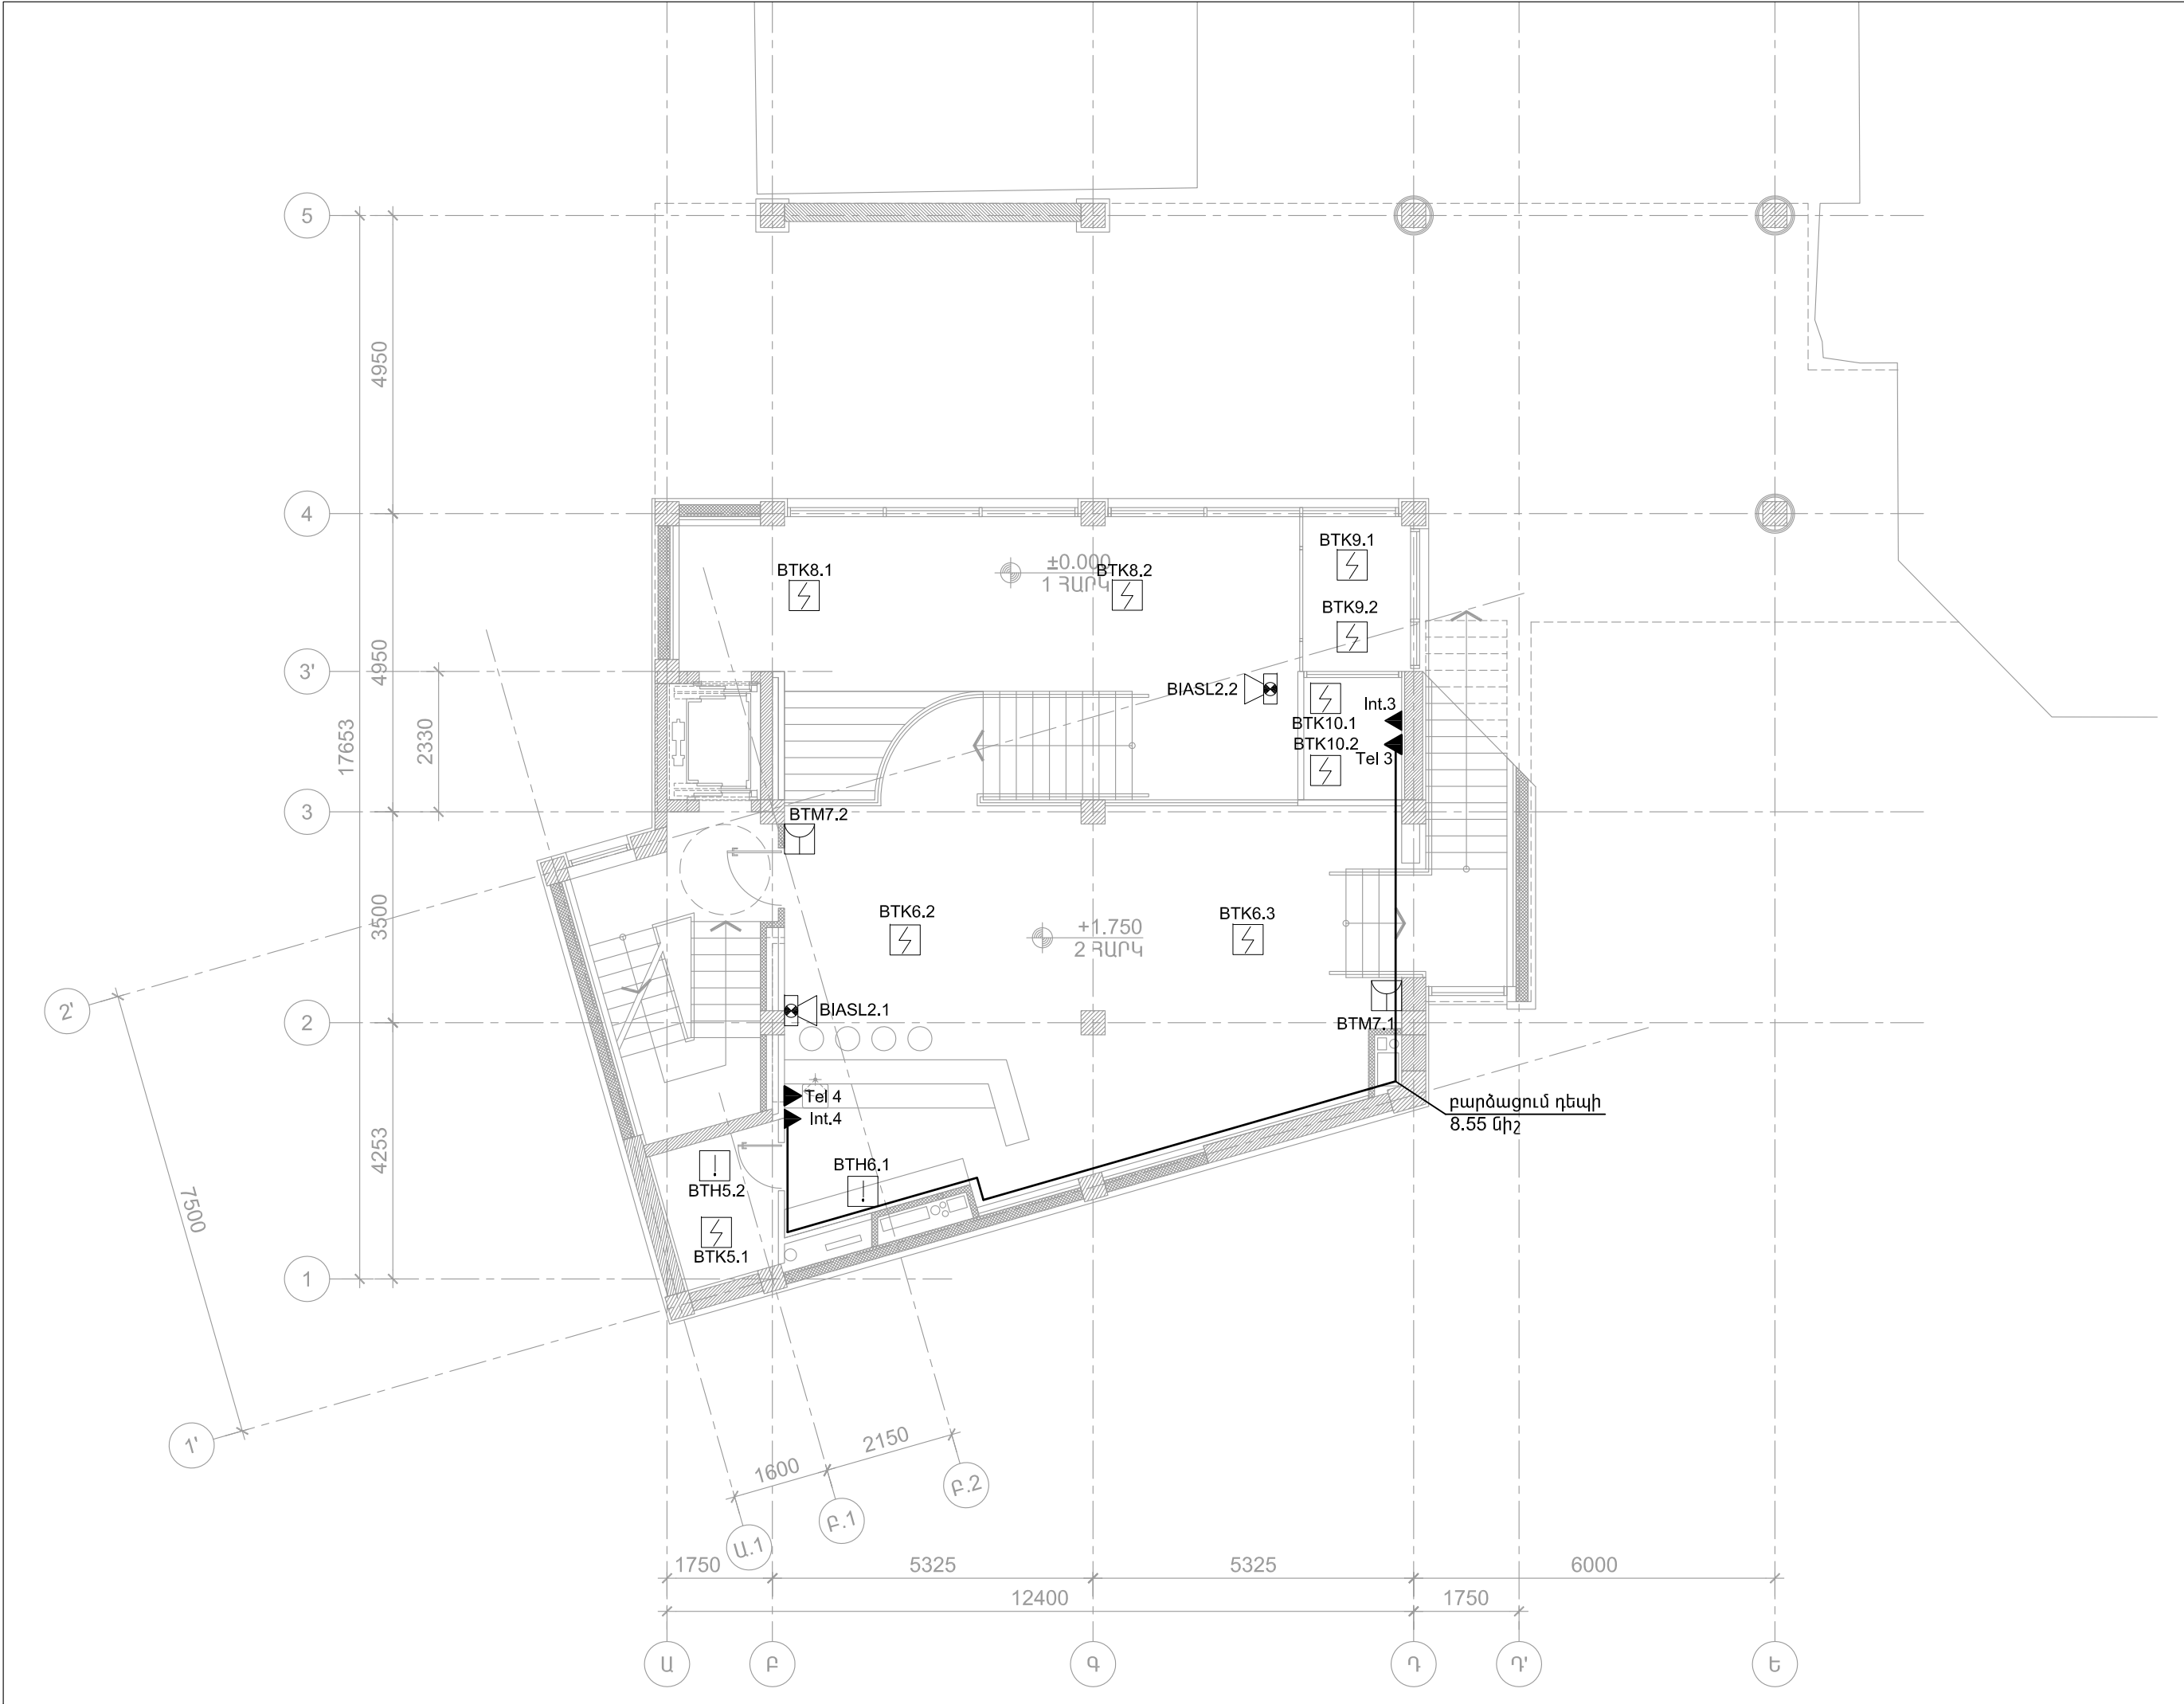 5
4950
4
BTK9.1
±0.000
1 ՀԱՐԿ
BTK8.1
BTK8.2
BTK9.2
3'
4950
17653
2330
BIASL2.2
Int.3
BTK10.1
BTK10.2
Tel 3
3
BTM7.2
3500
BTK6.2
BTK6.3
+1.750
2 ՀԱՐԿ
2'
2
BIASL2.1
BTM7.1
Tel 4
Int.4
բարձացում դեպի
8.55 նիշ
4253
7500
BTH6.1
BTH5.2
BTK5.1
1
1'
2150
1600
Բ.2
Բ.1
Ա.1
1750
5325
5325
6000
12400
1750
Ա
Բ
Գ
Դ
Դ'
Ե